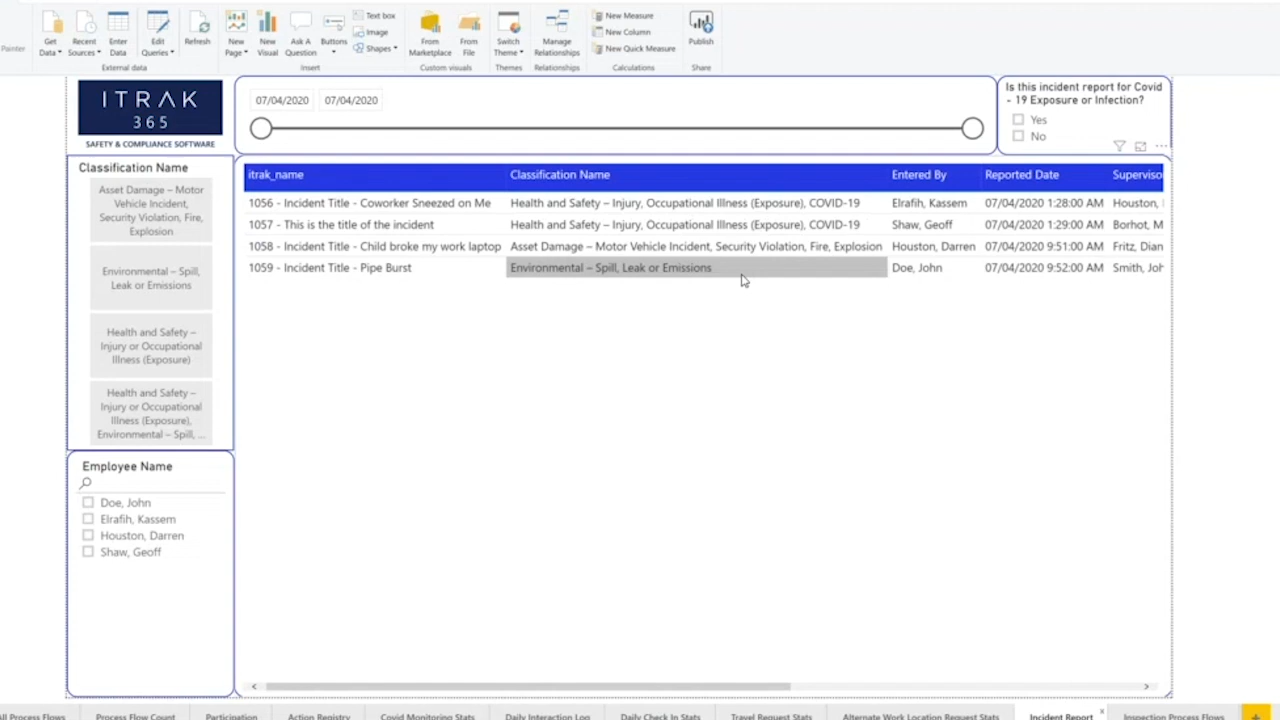 Painter
Get Data
Recent Sources
Enter Data
Edit Queries
Refresh
New Page
New Visual
Ask A Question
Buttons
Text box
Image
Shapes
From Marketplace
From File
Switch Theme
Manage Relationships
New Measure
New Column
New Quick Measure
Publish
External data
Insert
Custom visuals
Themes
Relationships
Calculations
Share
ITRAK
365
SAFETY & COMPLIANCE SOFTWARE
07/04/2020 07/04/2020
Is this incident report for Covid
- 19 Exposure or Infection?
Yes
No
Classification Name
Asset Damage – Motor
Vehicle Incident,
Security Violation, Fire,
Explosion
Environmental – Spill,
Leak or Emissions
Health and Safety –
Injury or Occupational
Illness (Exposure)
Health and Safety –
Injury or Occupational
Illness (Exposure),
Environmental – Spill, ...
Employee Name
Doe, John
Elrafih, Kassem
Houston, Darren
Shaw, Geoff
itrak_name Classification Name Entered By Reported Date Superviso
1056 - Incident Title - Coworker Sneezed on Me Health and Safety – Injury, Occupational Illness (Exposure), COVID-19 Elrafih, Kassem 07/04/2020 1:28:00 AM Houston,
1057 - This is the title of the incident Health and Safety – Injury, Occupational Illness (Exposure), COVID-19 Shaw, Geoff 07/04/2020 1:29:00 AM Borhot, M
1058 - Incident Title - Child broke my work laptop Asset Damage – Motor Vehicle Incident, Security Violation, Fire, Explosion Houston, Darren 07/04/2020 9:51:00 AM Fritz, Dian
1059 - Incident Title - Pipe Burst Environmental – Spill, Leak or Emissions Doe, John 07/04/2020 9:52:00 AM Smith, Joh
All Process Flows Process Flow Count Participation Action Registry Covid Monitoring Stats Daily Interaction Log Daily Check In Stats Travel Request Stats Alternate Work Location Request Stats Incident Report x Inspection Process Flows +